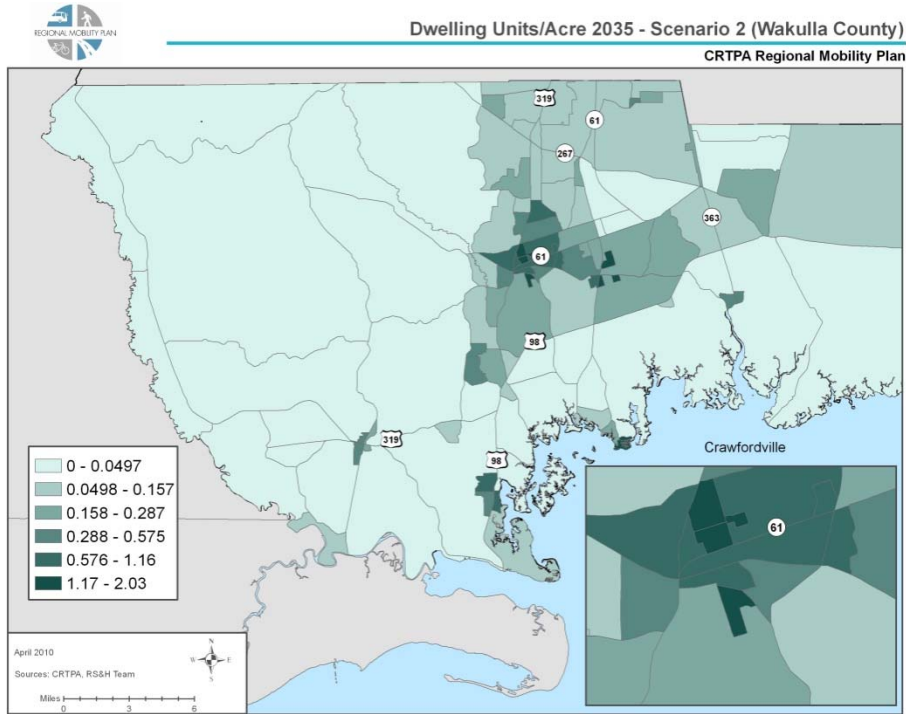 REGIONAL MOBILITY PLAN
Dwelling Units/Acre 2035 - Scenario 2 (Wakulla County)
CRTPA Regional Mobility Plan
319
61
267
363
61
98
319
98
Crawfordville
61
0 - 0.0497
0.0498 - 0.157
0.158 - 0.287
0.288 - 0.575
0.576 - 1.16
1.17 - 2.03
April 2010
Sources: CRTPA, RS&H Team
N
W
E
S
Miles
0
3
6